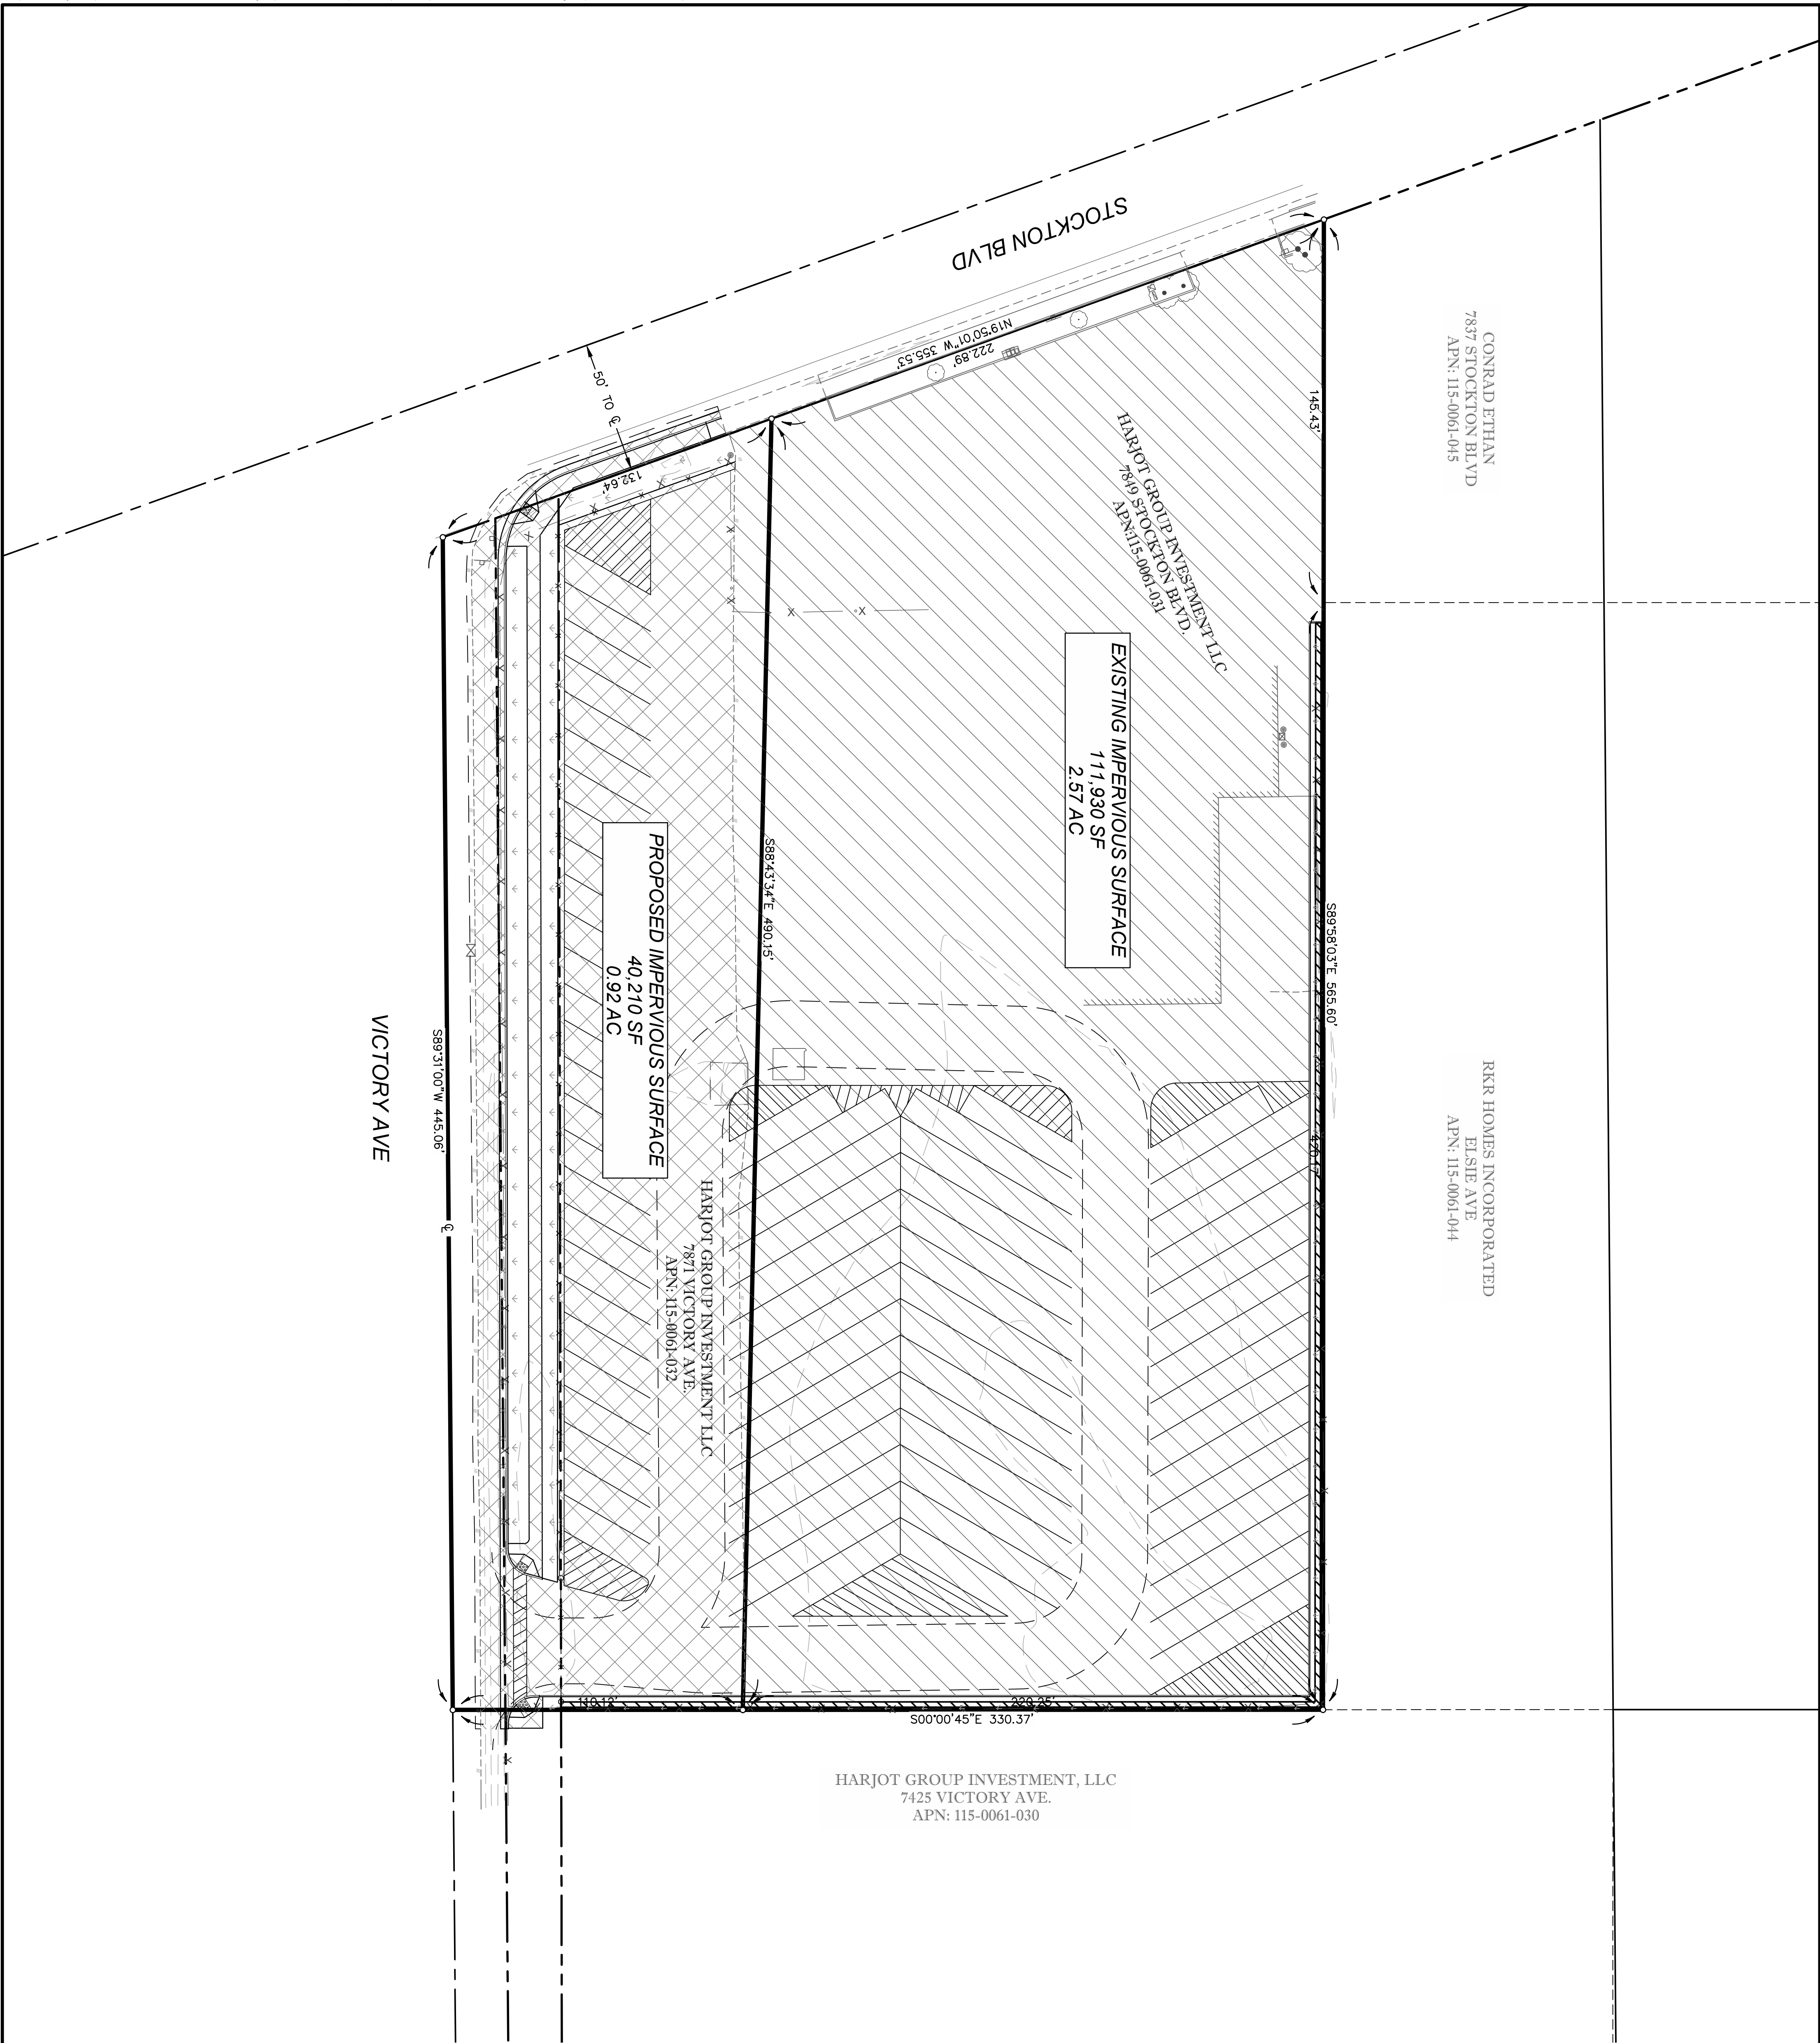 STOCKTON BLVD
N19°50'01"W 355.53'
222.89'
50' TO ℄
132.64'
145.43'
CONRAD ETHAN
7837 STOCKTON BLVD
APN: 115-0061-045
HARJOT GROUP INVESTMENT LLC
7849 STOCKTON BLVD.
APN:115-0061-031
EXISTING IMPERVIOUS SURFACE
111,930 SF
2.57 AC
S88°43'34"E 490.15'
PROPOSED IMPERVIOUS SURFACE
40,210 SF
0.92 AC
S89°58'03"E 565.60'
420.17'
RKR HOMES INCORPORATED
ELSIE AVE
APN: 115-0061-044
VICTORY AVE
S89°31'00"W 445.06'
℄
HARJOT GROUP INVESTMENT LLC
7871 VICTORY AVE.
APN: 115-0061-032
110.12'
220.25'
S00°00'45"E 330.37'
HARJOT GROUP INVESTMENT, LLC
7425 VICTORY AVE.
APN: 115-0061-030